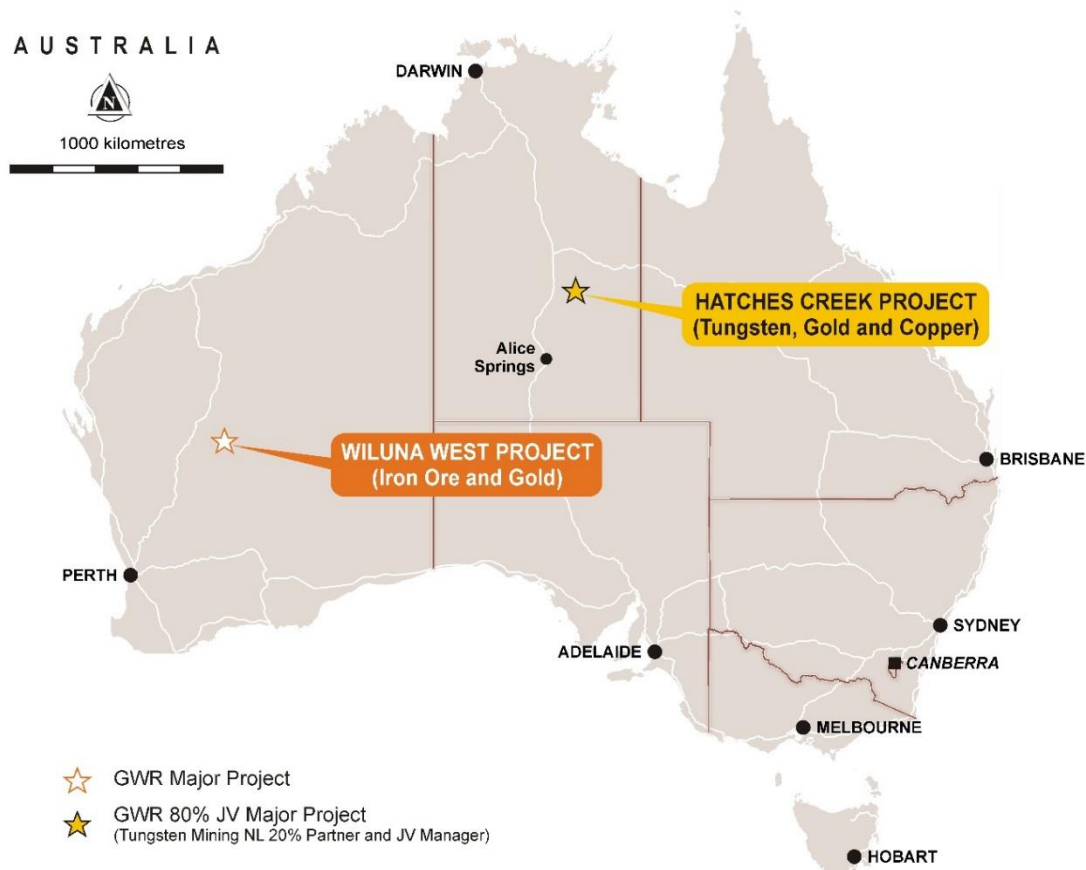 AUSTRALIA
N
1000 kilometres
DARWIN
HATCHES CREEK PROJECT
(Tungsten, Gold and Copper)
Alice
Springs
WILUNA WEST PROJECT
(Iron Ore and Gold)
BRISBANE
PERTH
SYDNEY
ADELAIDE
CANBERRA
MELBOURNE
GWR Major Project
GWR 80% JV Major Project
(Tungsten Mining NL 20% Partner and JV Manager)
HOBART